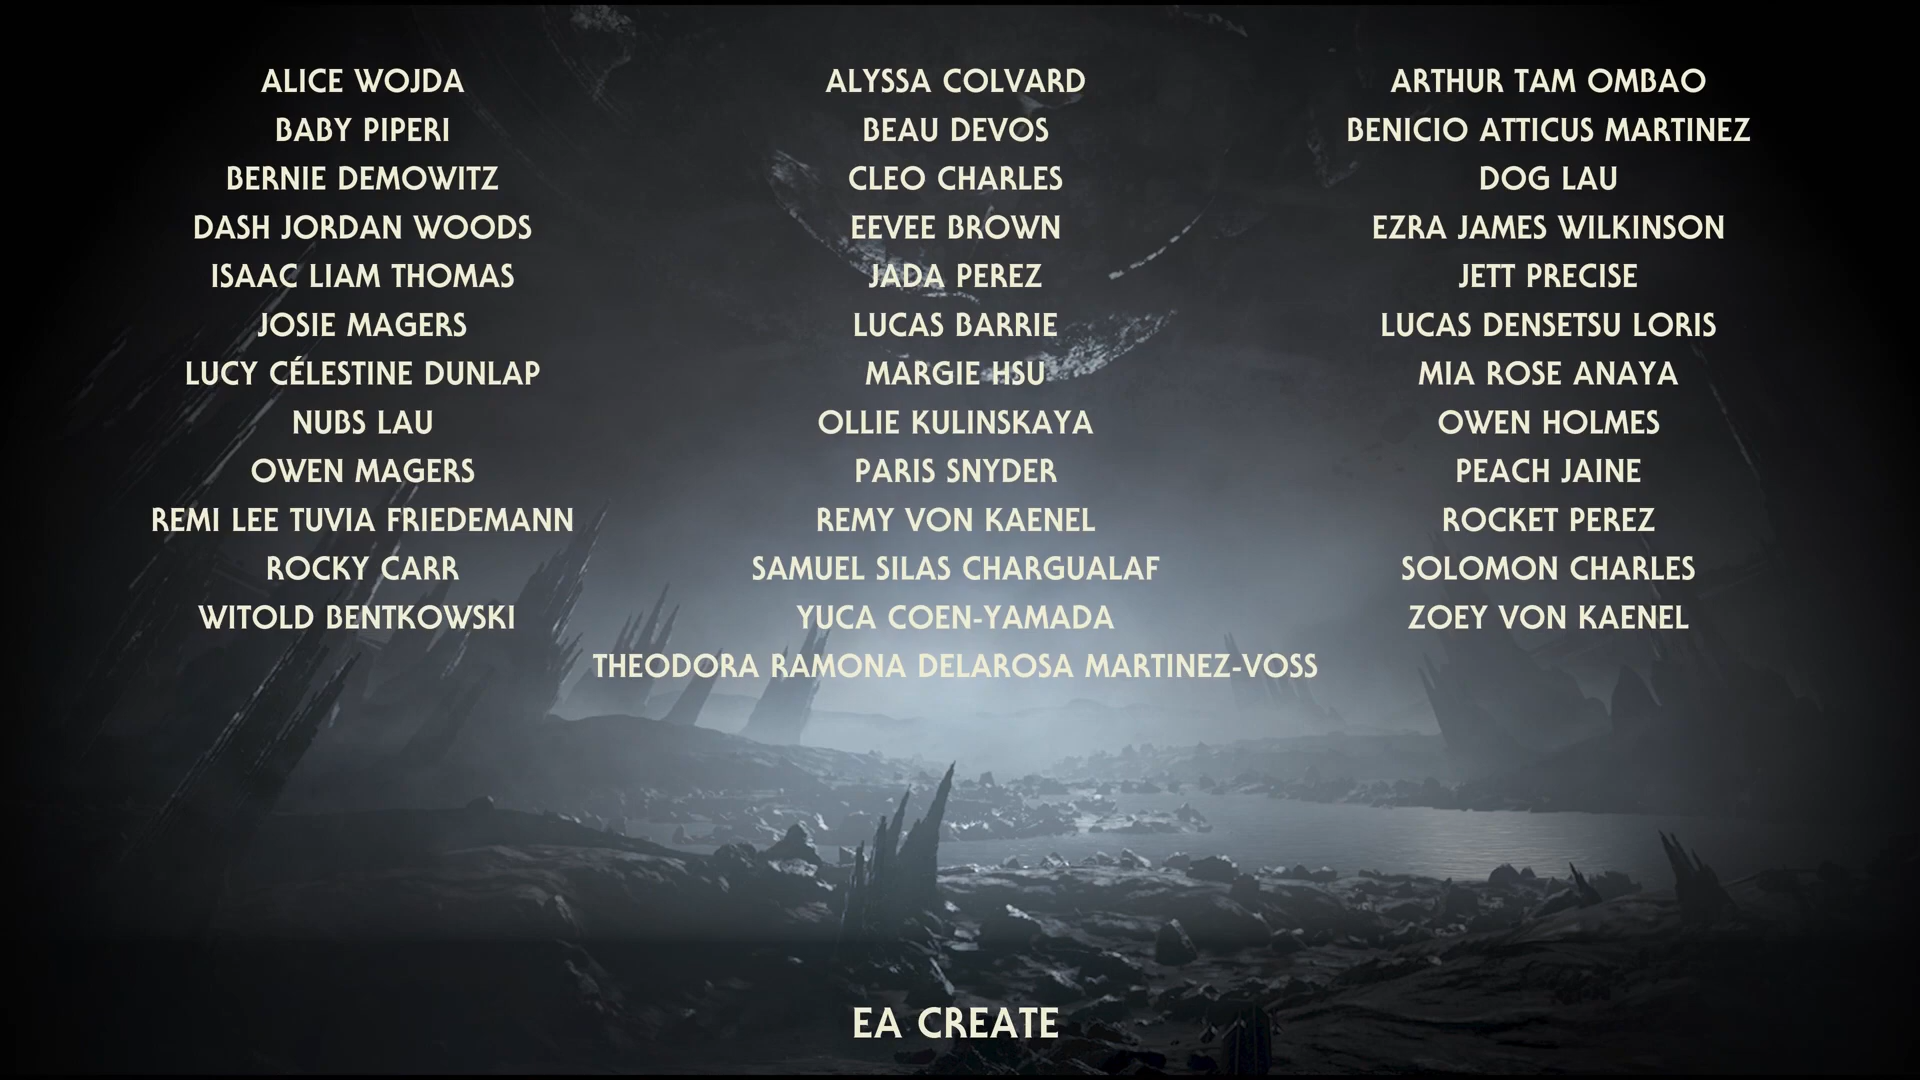 ALICE WOJDA ALYSSA COLVARD ARTHUR TAM OMBAO
BABY PIPERI BEAU DEVOS BENICIO ATTICUS MARTINEZ
BERNIE DEMOWITZ CLEO CHARLES DOG LAU
DASH JORDAN WOODS EEVEE BROWN EZRA JAMES WILKINSON
ISAAC LIAM THOMAS JADA PEREZ JETT PRECISE
JOSIE MAGERS LUCAS BARRIE LUCAS DENSETSU LORIS
LUCY CÉLESTINE DUNLAP MARGIE HSU MIA ROSE ANAYA
NUBS LAU OLLIE KULINSKAYA OWEN HOLMES
OWEN MAGERS PARIS SNYDER PEACH JAINE
REMI LEE TUVIA FRIEDEMANN REMY VON KAENEL ROCKET PEREZ
ROCKY CARR SAMUEL SILAS CHARGUALAF SOLOMON CHARLES
WITOLD BENTKOWSKI YUCA COEN-YAMADA ZOEY VON KAENEL
THEODORA RAMONA DELAROSA MARTINEZ-VOSS
EA CREATE